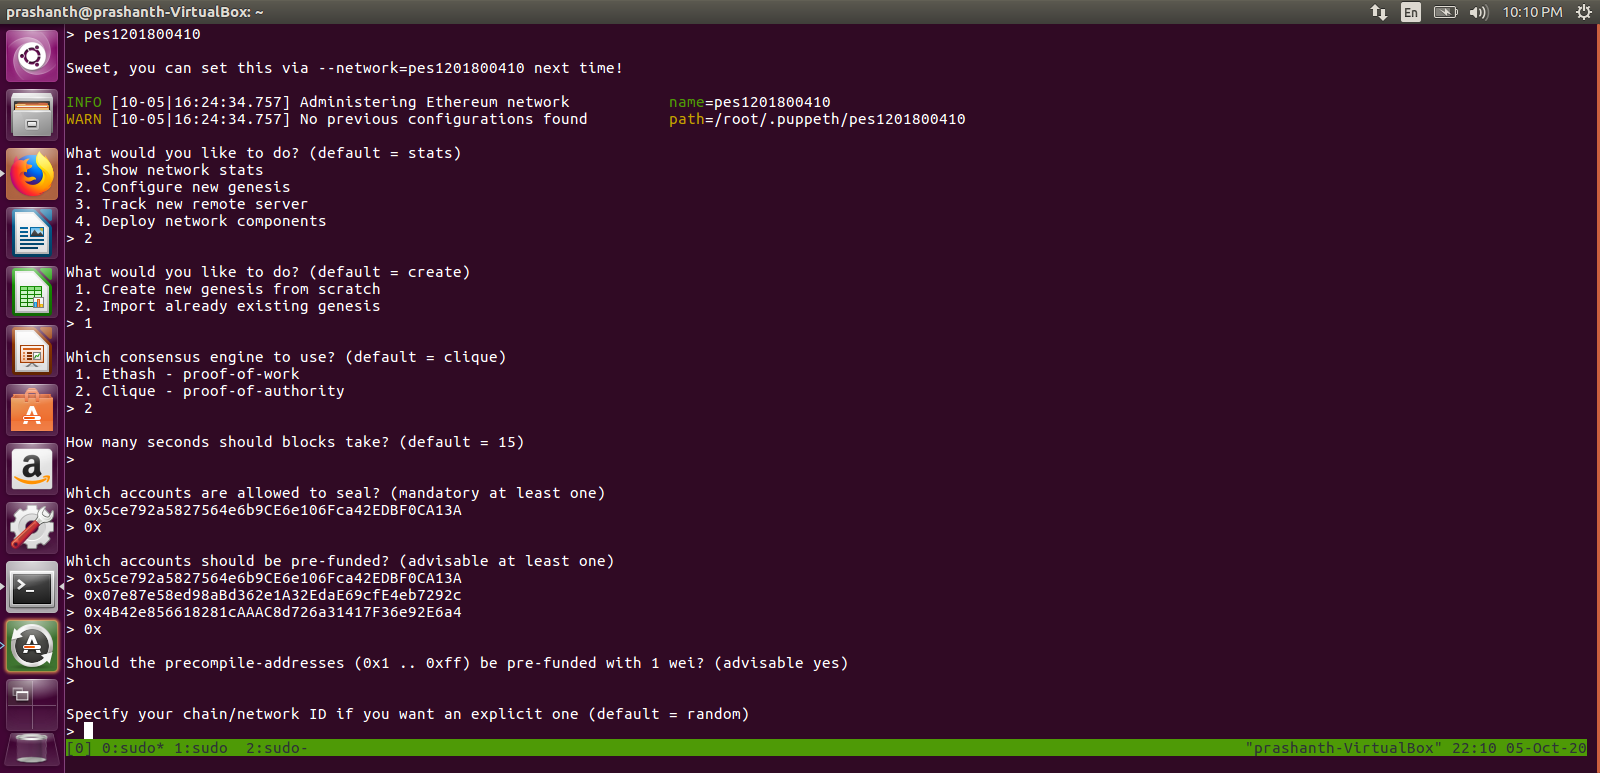 prashanth@prashanth-VirtualBox: ~
En
10:10 PM
> pes1201800410
Sweet, you can set this via --network=pes1201800410 next time!
INFO [10-05|16:24:34.757] Administering Ethereum network name=pes1201800410
WARN [10-05|16:24:34.757] No previous configurations found path=/root/.puppeth/pes1201800410
What would you like to do? (default = stats)
1. Show network stats
2. Configure new genesis
3. Track new remote server
4. Deploy network components
> 2
What would you like to do? (default = create)
1. Create new genesis from scratch
2. Import already existing genesis
> 1
Which consensus engine to use? (default = clique)
1. Ethash - proof-of-work
2. Clique - proof-of-authority
> 2
How many seconds should blocks take? (default = 15)
>
Which accounts are allowed to seal? (mandatory at least one)
> 0x5ce792a5827564e6b9CE6e106Fca42EDBF0CA13A
> 0x
Which accounts should be pre-funded? (advisable at least one)
> 0x5ce792a5827564e6b9CE6e106Fca42EDBF0CA13A
> 0x07e87e58ed98aBd362e1A32EdaE69cfE4eb7292c
> 0x4B42e856618281cAAAC8d726a31417F36e92E6a4
> 0x
Should the precompile-addresses (0x1 .. 0xff) be pre-funded with 1 wei? (advisable yes)
>
Specify your chain/network ID if you want an explicit one (default = random)
>
[0] 0:sudo* 1:sudo 2:sudo- "prashanth-VirtualBox" 22:10 05-Oct-20